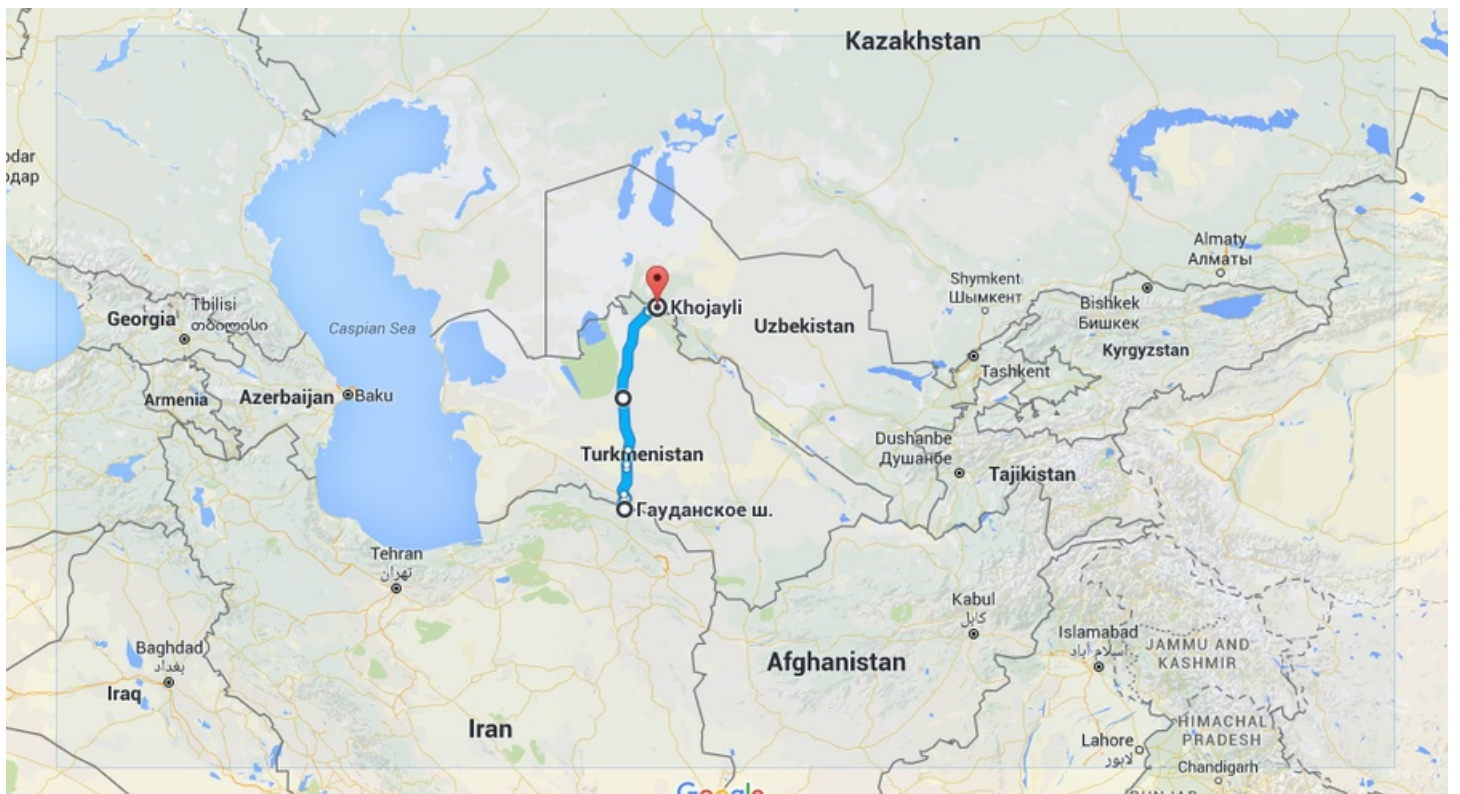 Kazakhstan
одар
Almaty
Алматы
Shymkent
Шымкент
Bishkek
Бишкек
Tbilisi
თბილისი
Georgia
Khojayli
Caspian Sea
Uzbekistan
Kyrgyzstan
Tashkent
Armenia
Azerbaijan
Baku
Dushanbe
Душанбе
Turkmenistan
Tajikistan
Гауданское ш.
Tehran
تهران
Kabul
کابل
Islamabad
اسلام آباد
Baghdad
بغداد
JAMMU AND
KASHMIR
Afghanistan
Iraq
Iran
HIMACHAL
PRADESH
Lahore
لاہور
Chandigarh
Google